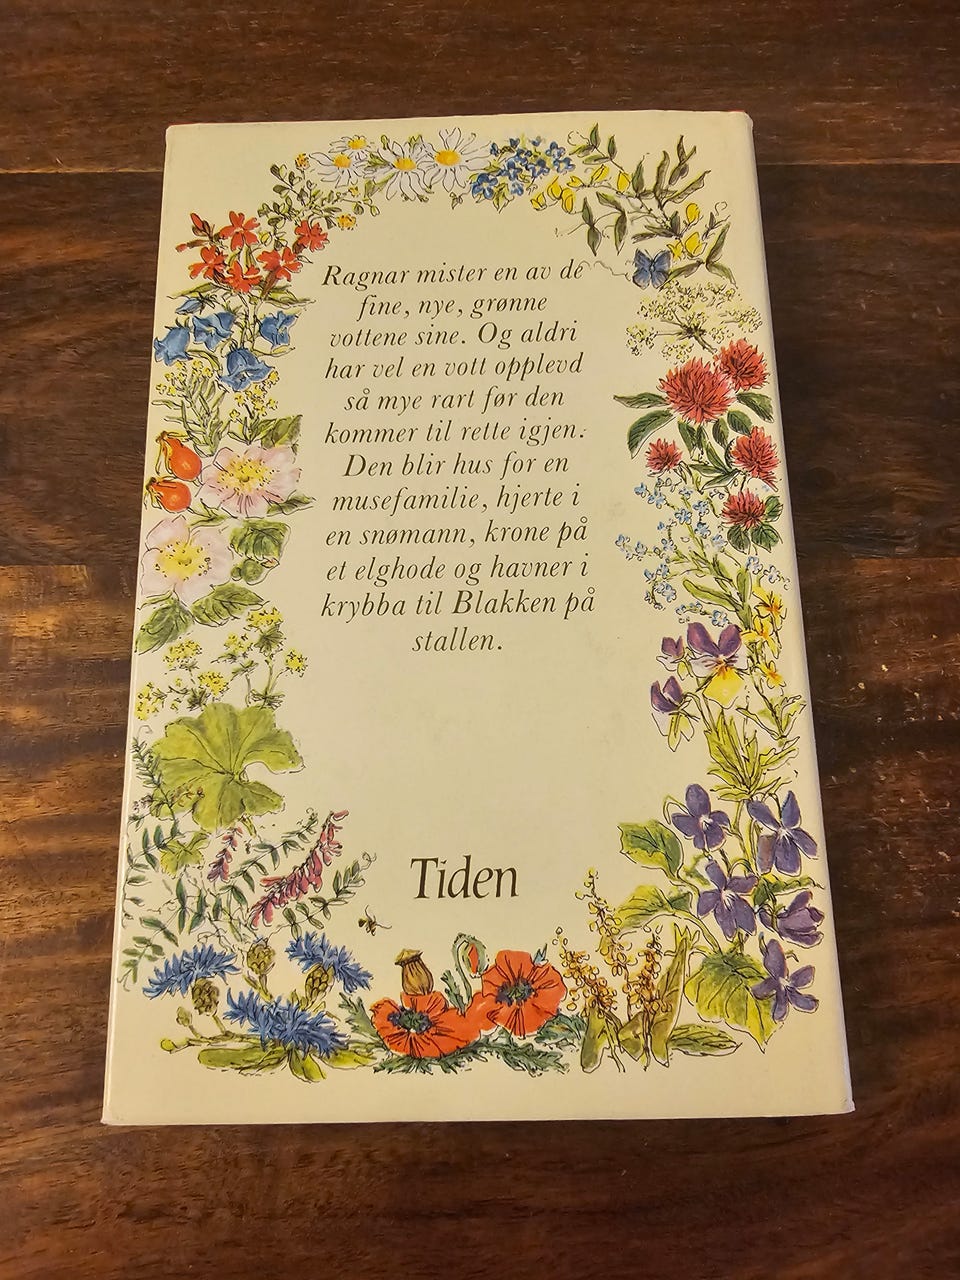 Ragnar mister en av de
fine, nye, grønne
vottene sine. Og aldri
har vel en vott opplevd
så mye rart før den
kommer til rette igjen.
Den blir hus for en
musefamilie, hjerte i
en snømann, krone på
et elghode og havner i
krybba til Blakken på
stallen.
Tiden